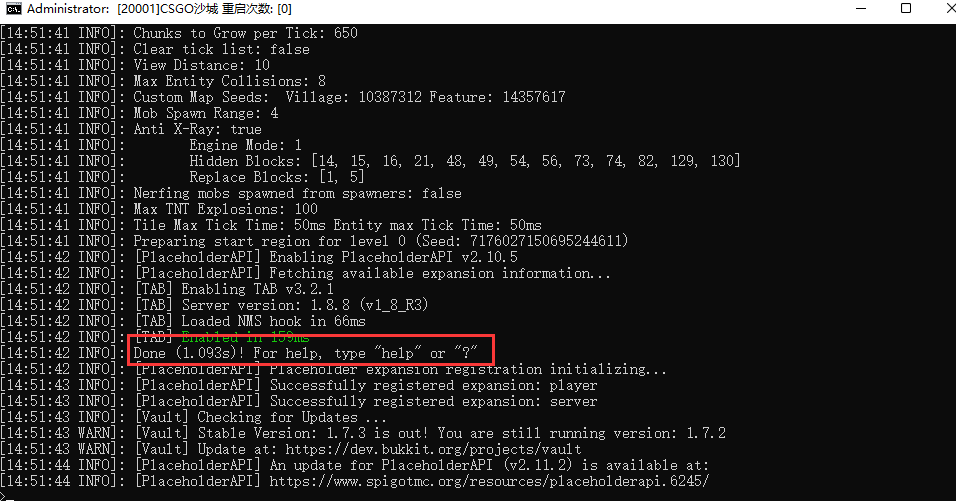 Administrator: [20001]CSGO沙城 重启次数: [0]
[14:51:41 INFO]: Chunks to Grow per Tick: 650
[14:51:41 INFO]: Clear tick list: false
[14:51:41 INFO]: View Distance: 10
[14:51:41 INFO]: Max Entity Collisions: 8
[14:51:41 INFO]: Custom Map Seeds:  Village: 10387312 Feature: 14357617
[14:51:41 INFO]: Mob Spawn Range: 4
[14:51:41 INFO]: Anti X-Ray: true
[14:51:41 INFO]:        Engine Mode: 1
[14:51:41 INFO]:        Hidden Blocks: [14, 15, 16, 21, 48, 49, 54, 56, 73, 74, 82, 129, 130]
[14:51:41 INFO]:        Replace Blocks: [1, 5]
[14:51:41 INFO]: Nerfing mobs spawned from spawners: false
[14:51:41 INFO]: Max TNT Explosions: 100
[14:51:41 INFO]: Tile Max Tick Time: 50ms Entity max Tick Time: 50ms
[14:51:41 INFO]: Preparing start region for level 0 (Seed: 7176027150695244611)
[14:51:42 INFO]: [PlaceholderAPI] Enabling PlaceholderAPI v2.10.5
[14:51:42 INFO]: [PlaceholderAPI] Fetching available expansion information...
[14:51:42 INFO]: [TAB] Enabling TAB v3.2.1
[14:51:42 INFO]: [TAB] Server version: 1.8.8 (v1_8_R3)
[14:51:42 INFO]: [TAB] Loaded NMS hook in 66ms
[14:51:42 INFO]: [TAB] Enabled in 159ms
[14:51:42 INFO]: Done (1.093s)! For help, type "help" or "?"
[14:51:42 INFO]: [PlaceholderAPI] Placeholder expansion registration initializing...
[14:51:43 INFO]: [PlaceholderAPI] Successfully registered expansion: player
[14:51:43 INFO]: [PlaceholderAPI] Successfully registered expansion: server
[14:51:43 INFO]: [Vault] Checking for Updates ...
[14:51:43 WARN]: [Vault] Stable Version: 1.7.3 is out! You are still running version: 1.7.2
[14:51:43 WARN]: [Vault] Update at: https://dev.bukkit.org/projects/vault
[14:51:44 INFO]: [PlaceholderAPI] An update for PlaceholderAPI (v2.11.2) is available at:
[14:51:44 INFO]: [PlaceholderAPI] https://www.spigotmc.org/resources/placeholderapi.6245/
>_